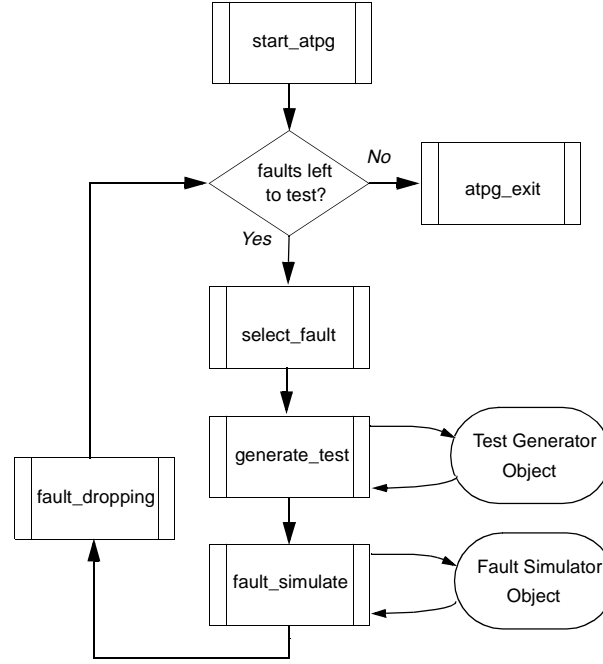 start_atpg
faults left
to test?
No
atpg_exit
Yes
select_fault
generate_test
Test Generator
Object
fault_dropping
fault_simulate
Fault Simulator
Object